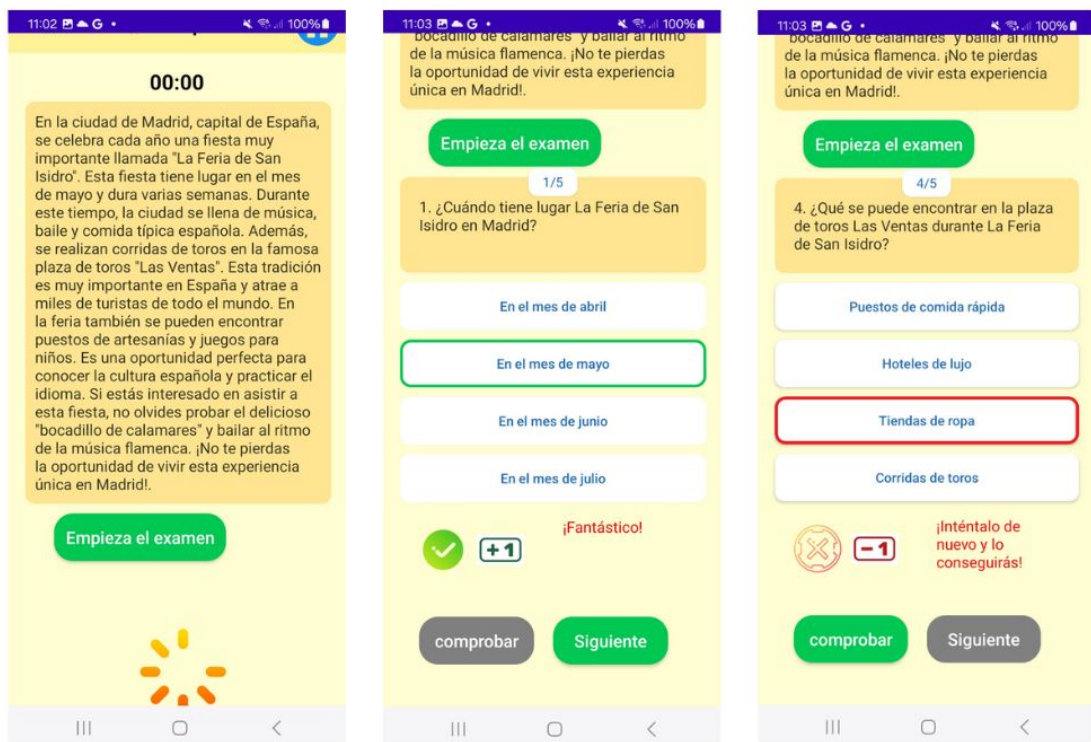 11:02 G • 100%
00:00
En la ciudad de Madrid, capital de España,
se celebra cada año una fiesta muy
importante llamada "La Feria de San
Isidro". Esta fiesta tiene lugar en el mes
de mayo y dura varias semanas. Durante
este tiempo, la ciudad se llena de música,
baile y comida típica española. Además,
se realizan corridas de toros en la famosa
plaza de toros "Las Ventas". Esta tradición
es muy importante en España y atrae a
miles de turistas de todo el mundo. En
la feria también se pueden encontrar
puestos de artesanías y juegos para
niños. Es una oportunidad perfecta para
conocer la cultura española y practicar el
idioma. Si estás interesado en asistir a
esta fiesta, no olvides probar el delicioso
"bocadillo de calamares" y bailar al ritmo
de la música flamenca. ¡No te pierdas
la oportunidad de vivir esta experiencia
única en Madrid!.
Empieza el examen
11:03 G • 100%
bocadillo de calamares" y bailar al ritmo
de la música flamenca. ¡No te pierdas
la oportunidad de vivir esta experiencia
única en Madrid!.
Empieza el examen
1/5
1. ¿Cuándo tiene lugar La Feria de San
Isidro en Madrid?
En el mes de abril
En el mes de mayo
En el mes de junio
En el mes de julio
¡Fantástico!
+1
comprobar Siguiente
11:03 G • 100%
bocadillo de calamares" y bailar al ritmo
de la música flamenca. ¡No te pierdas
la oportunidad de vivir esta experiencia
única en Madrid!.
Empieza el examen
4/5
4. ¿Qué se puede encontrar en la plaza
de toros Las Ventas durante La Feria
de San Isidro?
Puestos de comida rápida
Hoteles de lujo
Tiendas de ropa
Corridas de toros
¡Inténtalo de
nuevo y lo
conseguirás!
-1
comprobar Siguiente